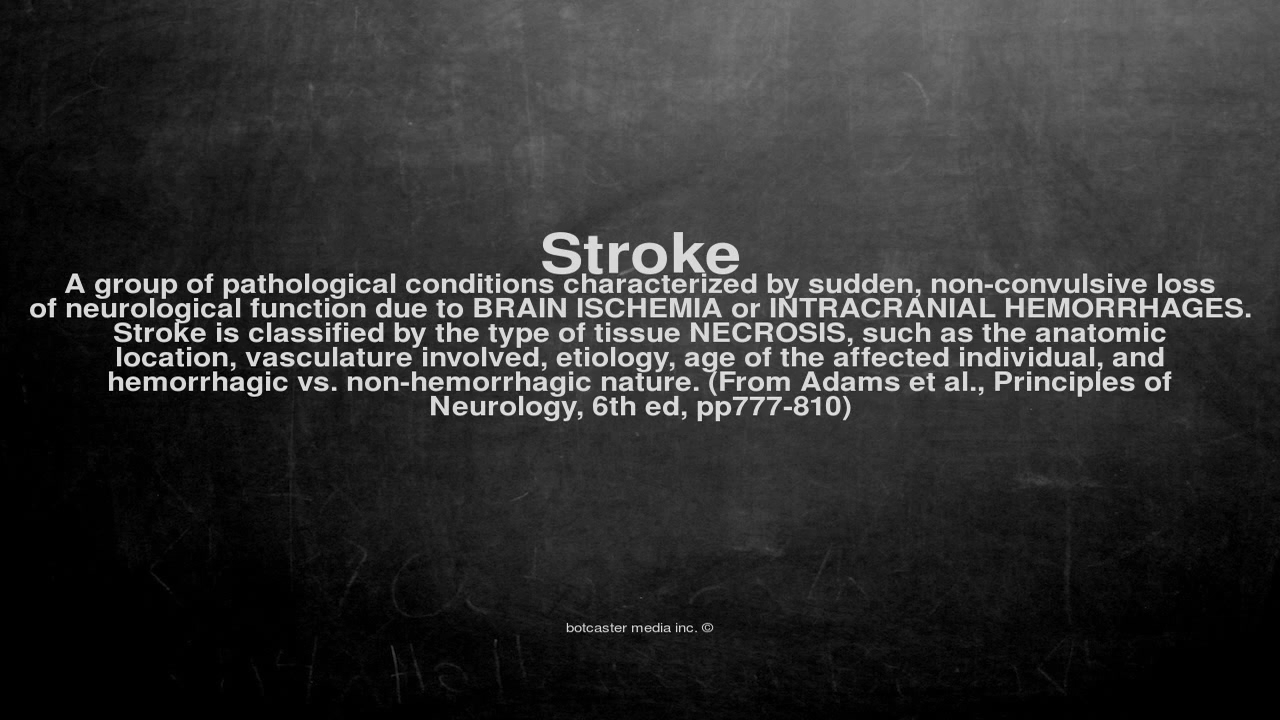 Stroke
A group of pathological conditions characterized by sudden, non-convulsive loss
of neurological function due to BRAIN ISCHEMIA or INTRACRANIAL HEMORRHAGES.
Stroke is classified by the type of tissue NECROSIS, such as the anatomic
location, vasculature involved, etiology, age of the affected individual, and
hemorrhagic vs. non-hemorrhagic nature. (From Adams et al., Principles of
Neurology, 6th ed, pp777-810)
botcaster media inc. ©